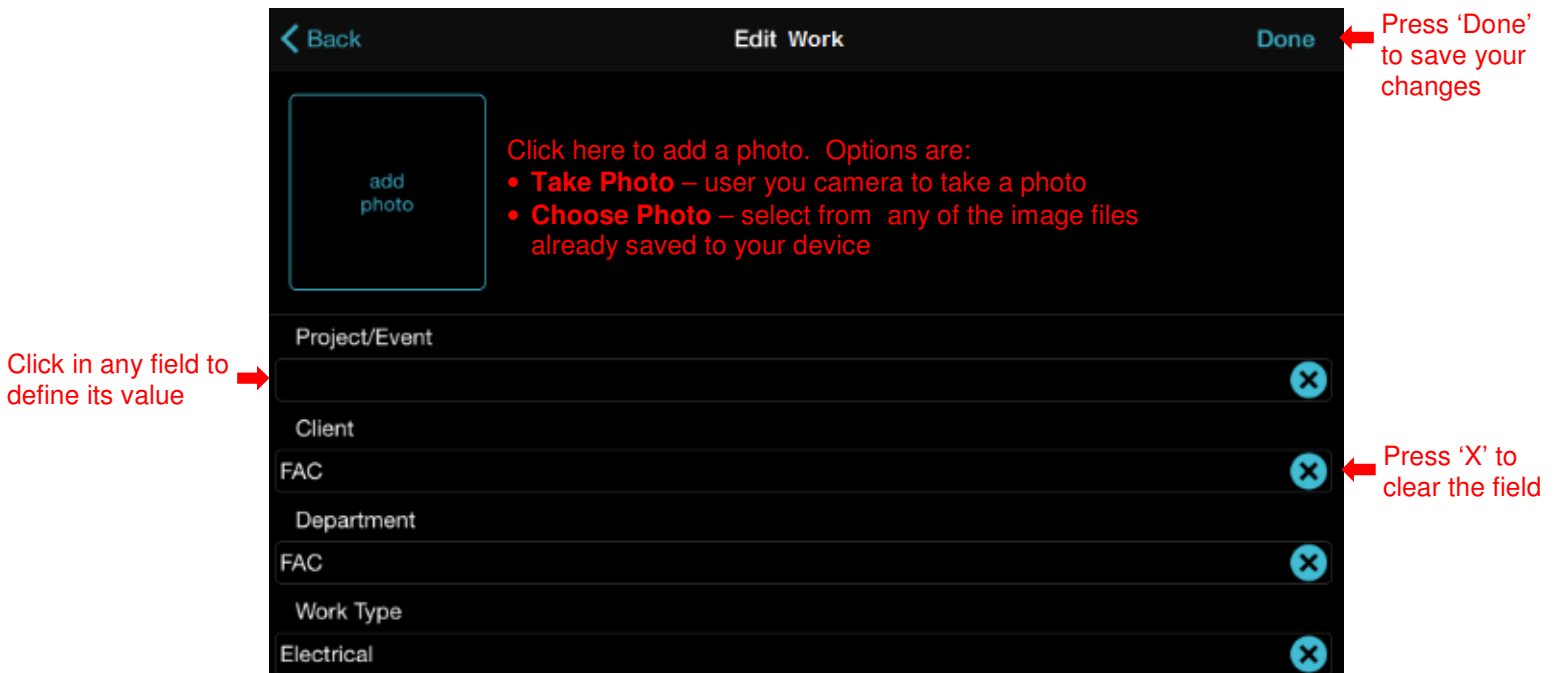 Back
Edit Work
Done
Press ‘Done’
to save your
changes
add
photo
Click here to add a photo. Options are:
• Take Photo – user you camera to take a photo
• Choose Photo – select from any of the image files
already saved to your device
Project/Event
Click in any field to
define its value
Client
FAC
Press ‘X’ to
clear the field
Department
FAC
Work Type
Electrical